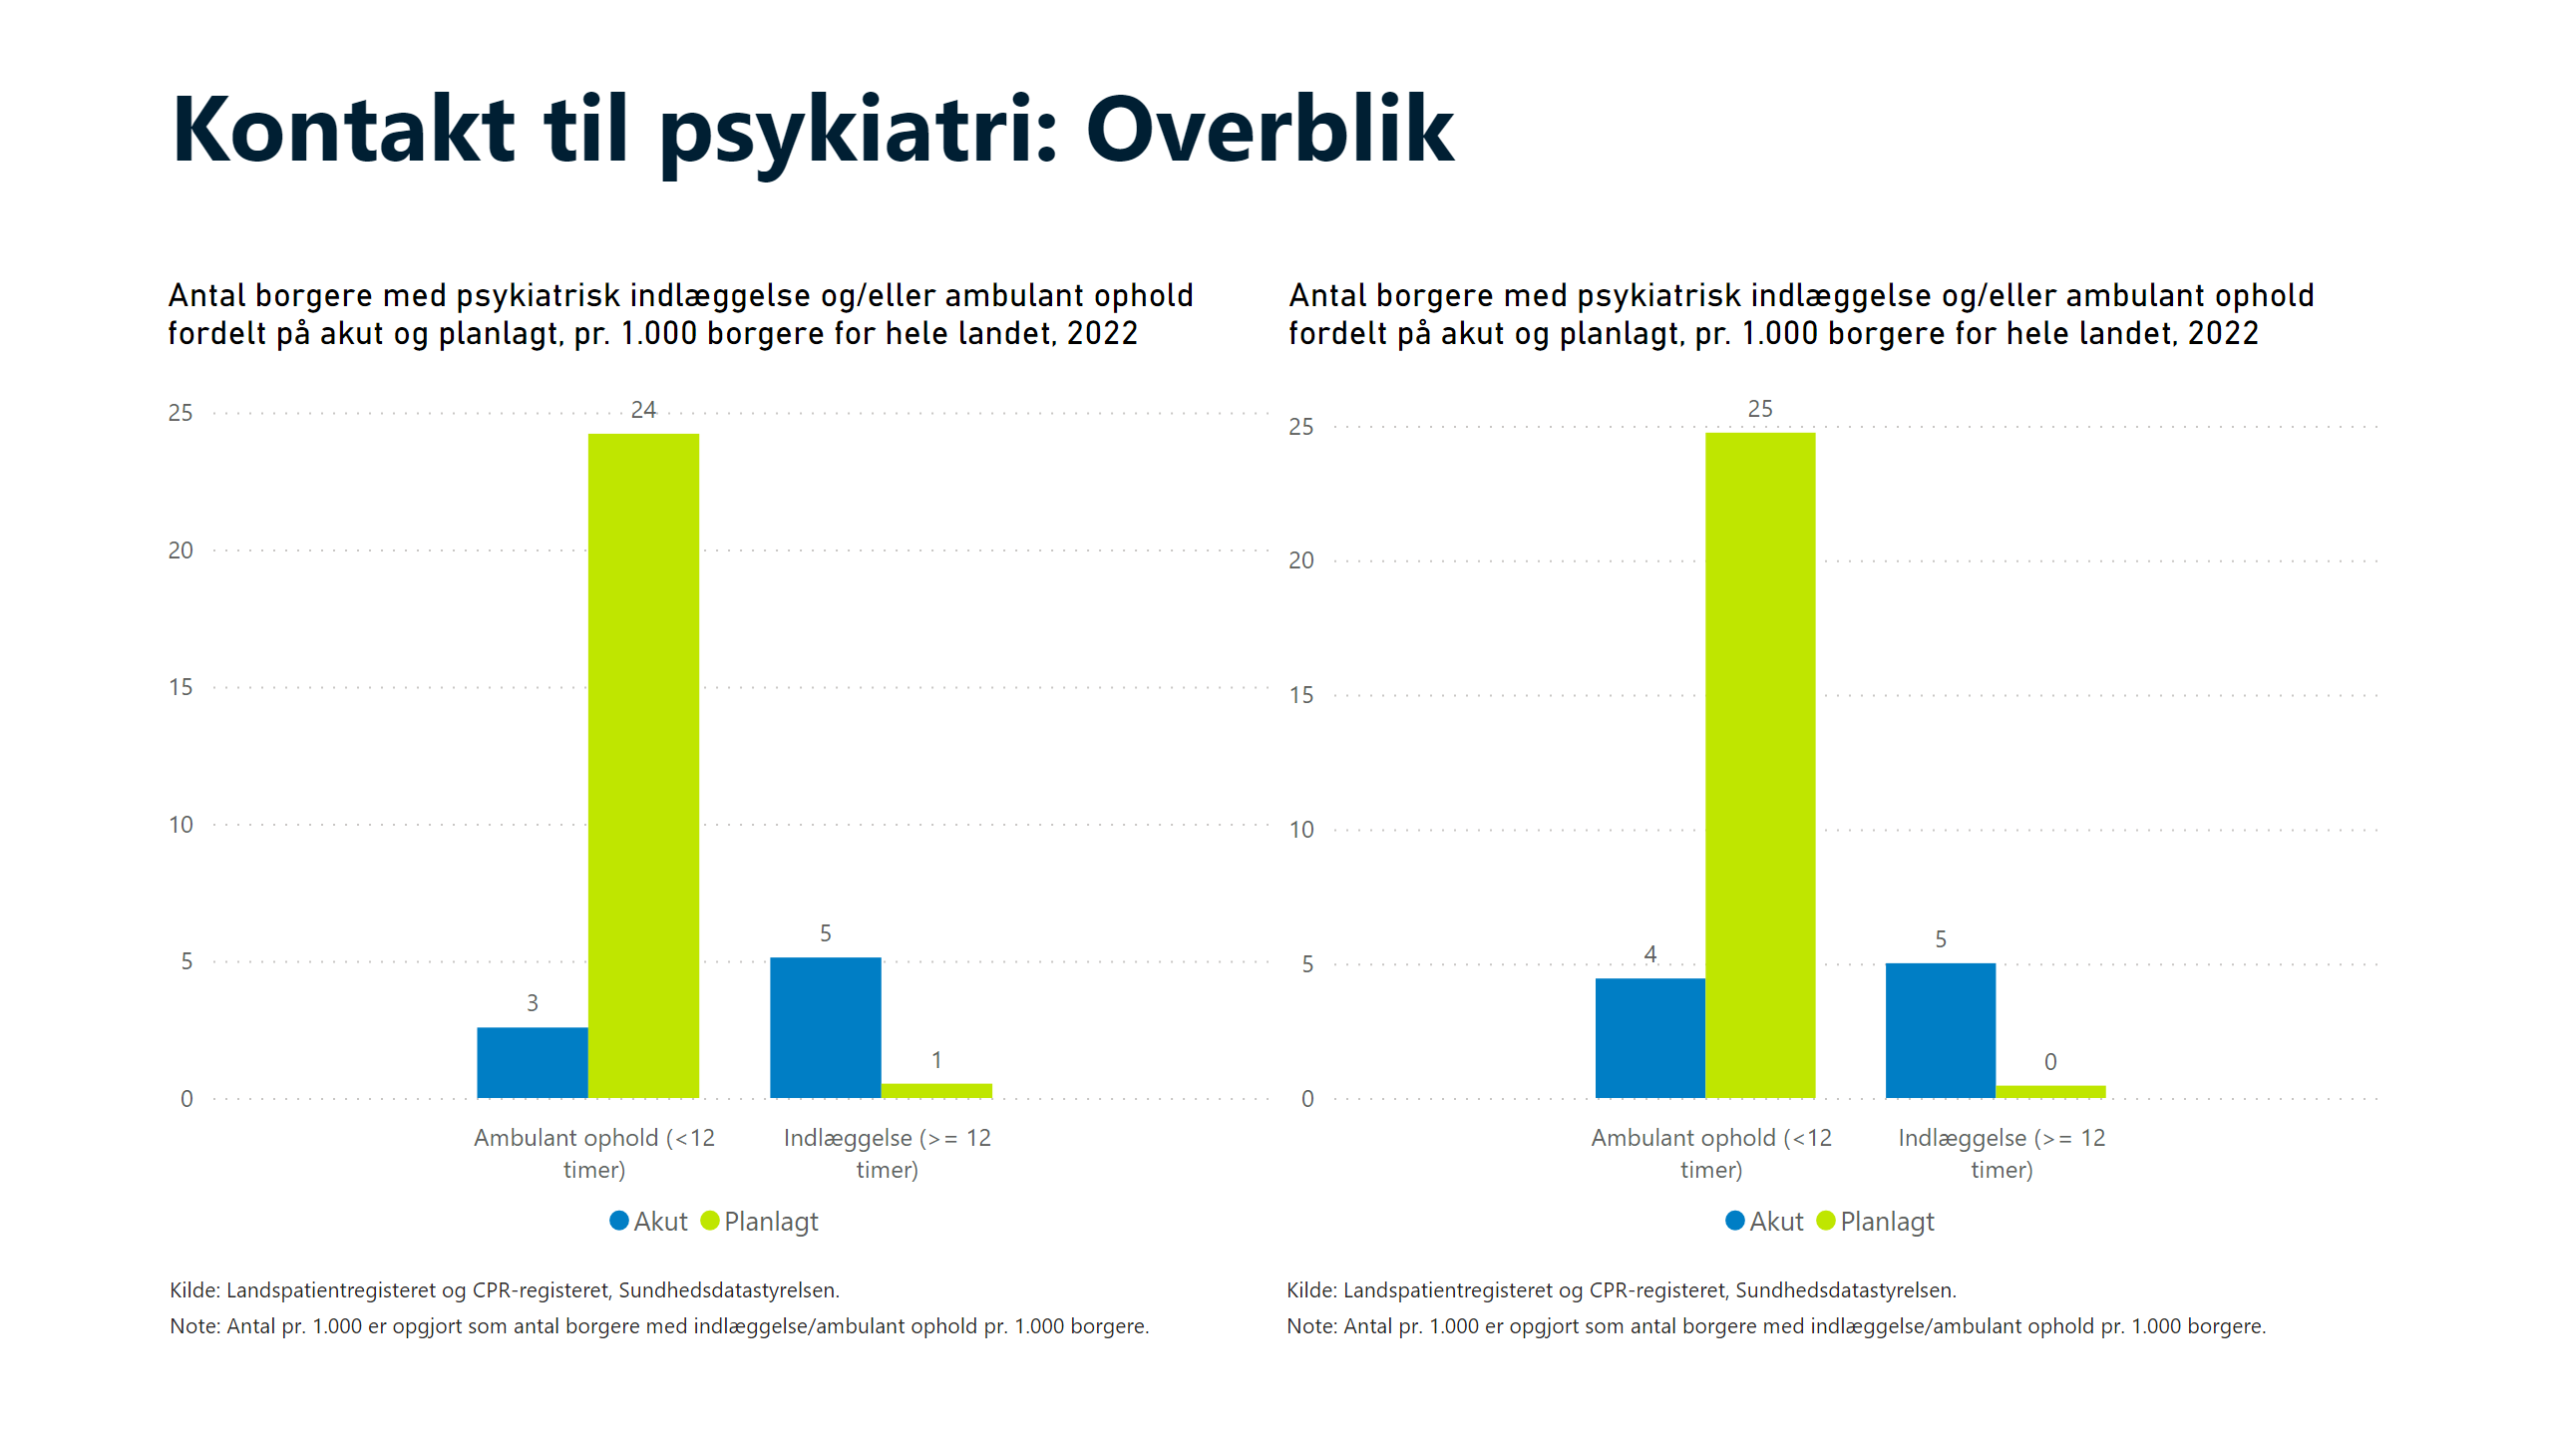 Kontakt til psykiatri: Overblik
Antal borgere med psykiatrisk indlæggelse og/eller ambulant ophold
fordelt på akut og planlagt, pr. 1.000 borgere for hele landet, 2022
25
20
15
10
5
0
24
3
5
1
Ambulant ophold (<12
timer)
Indlæggelse (>= 12
timer)
Akut Planlagt
Kilde: Landspatientregisteret og CPR-registeret, Sundhedsdatastyrelsen.
Note: Antal pr. 1.000 er opgjort som antal borgere med indlæggelse/ambulant ophold pr. 1.000 borgere.
Antal borgere med psykiatrisk indlæggelse og/eller ambulant ophold
fordelt på akut og planlagt, pr. 1.000 borgere for hele landet, 2022
25
20
15
10
5
0
25
4
5
0
Ambulant ophold (<12
timer)
Indlæggelse (>= 12
timer)
Akut Planlagt
Kilde: Landspatientregisteret og CPR-registeret, Sundhedsdatastyrelsen.
Note: Antal pr. 1.000 er opgjort som antal borgere med indlæggelse/ambulant ophold pr. 1.000 borgere.